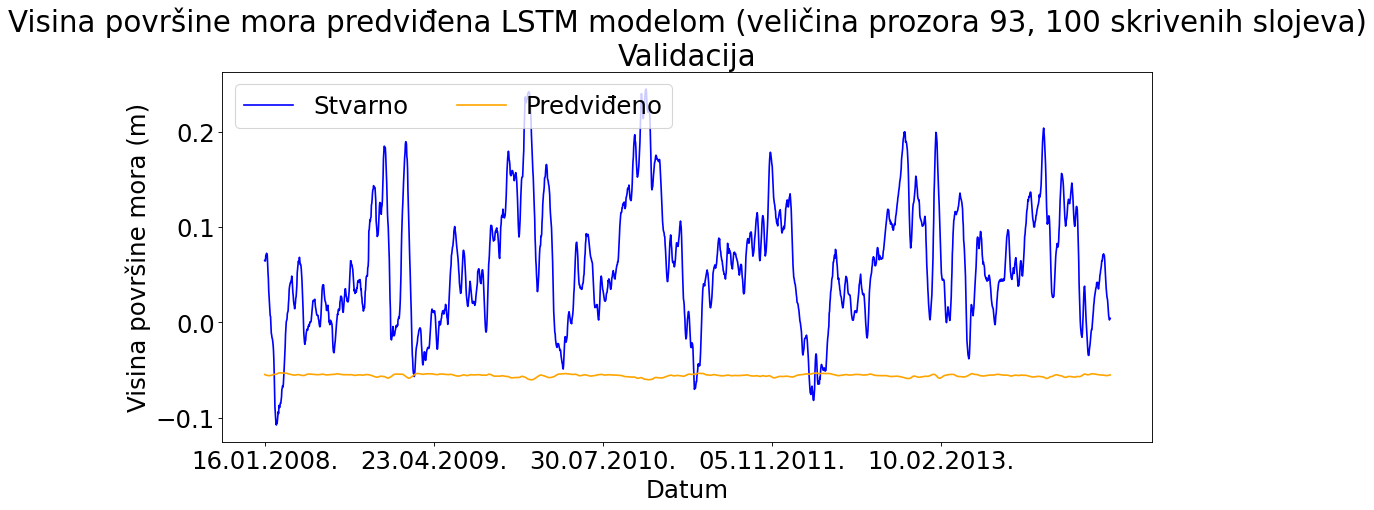 Visina površine mora predviđena LSTM modelom (veličina prozora 93, 100 skrivenih slojeva)
Validacija
Stvarno Predviđeno
Visina površine mora (m)
0.2
0.1
0.0
−0.1
16.01.2008. 23.04.2009. 30.07.2010. 05.11.2011. 10.02.2013.
Datum